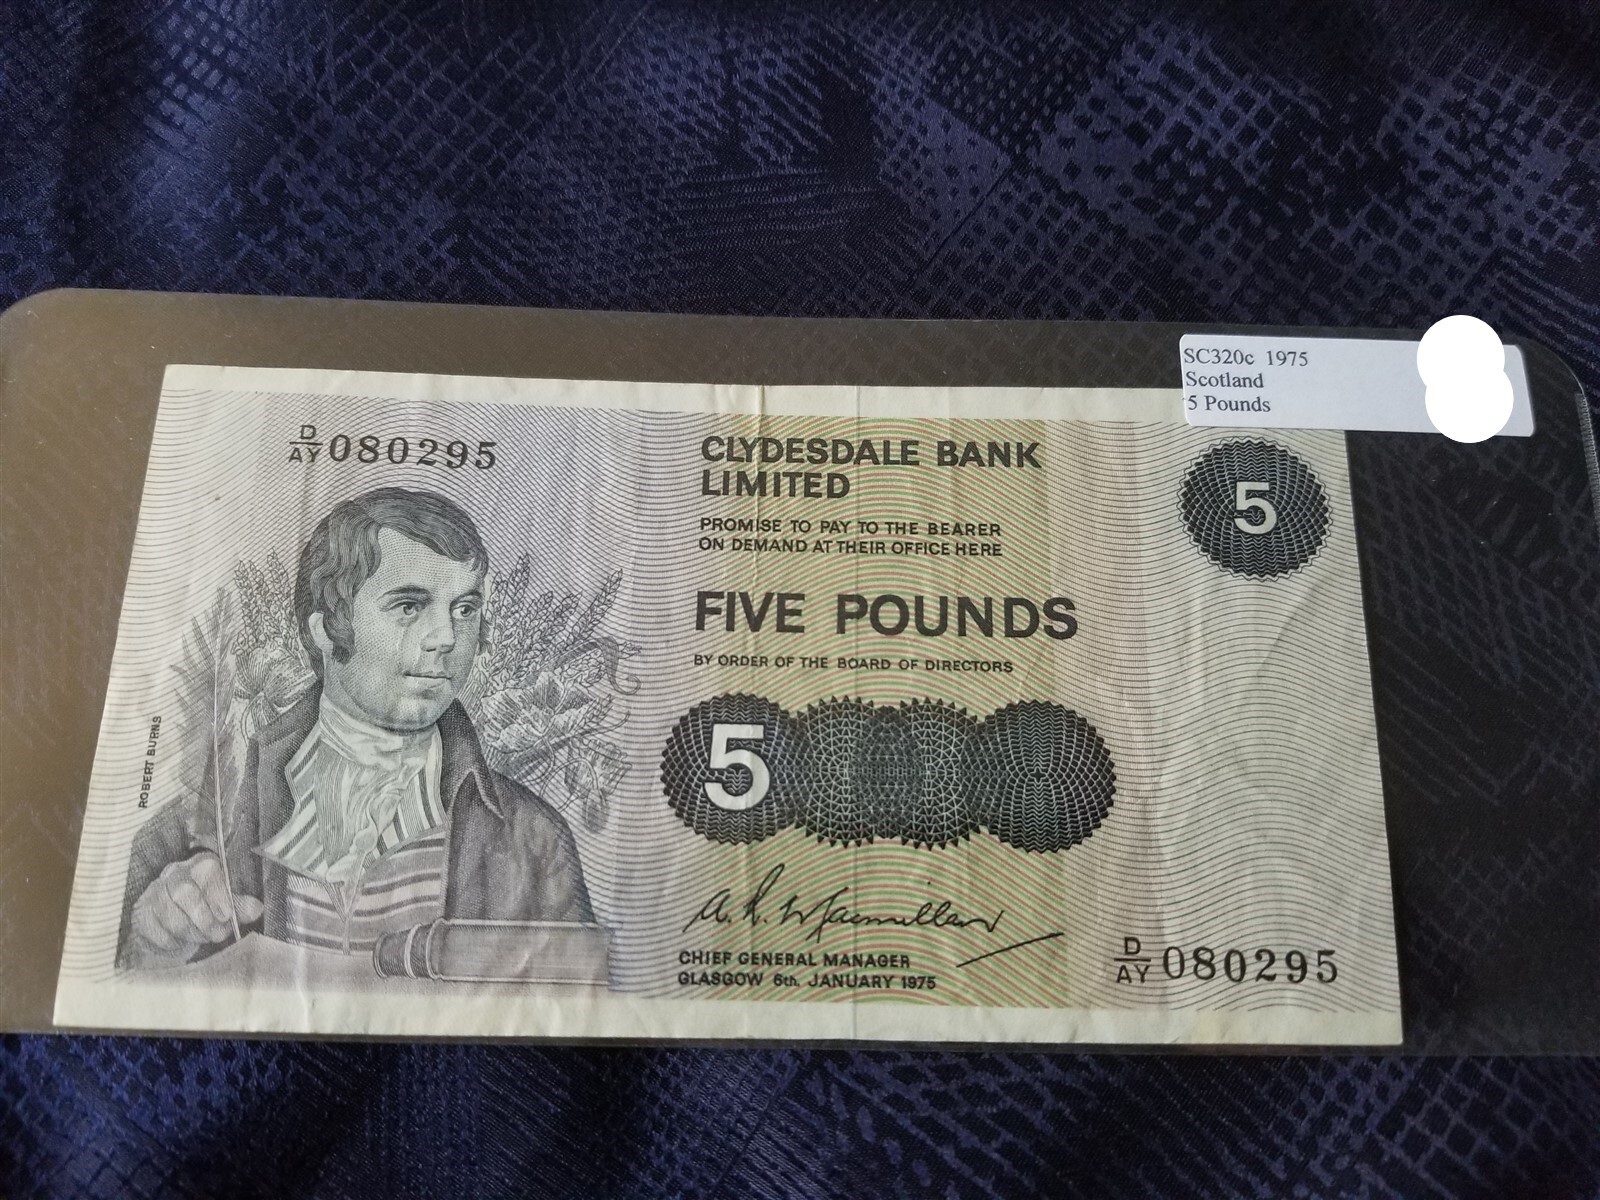 SC320c 1975
Scotland
5 Pounds
D/AY 080295
CLYDESDALE BANK
LIMITED
PROMISE TO PAY TO THE BEARER
ON DEMAND AT THEIR OFFICE HERE
5
FIVE POUNDS
BY ORDER OF THE BOARD OF DIRECTORS
ROBERT BURNS
5
A. R. Macmillan
CHIEF GENERAL MANAGER
GLASGOW 6th. JANUARY 1975
D/AY 080295